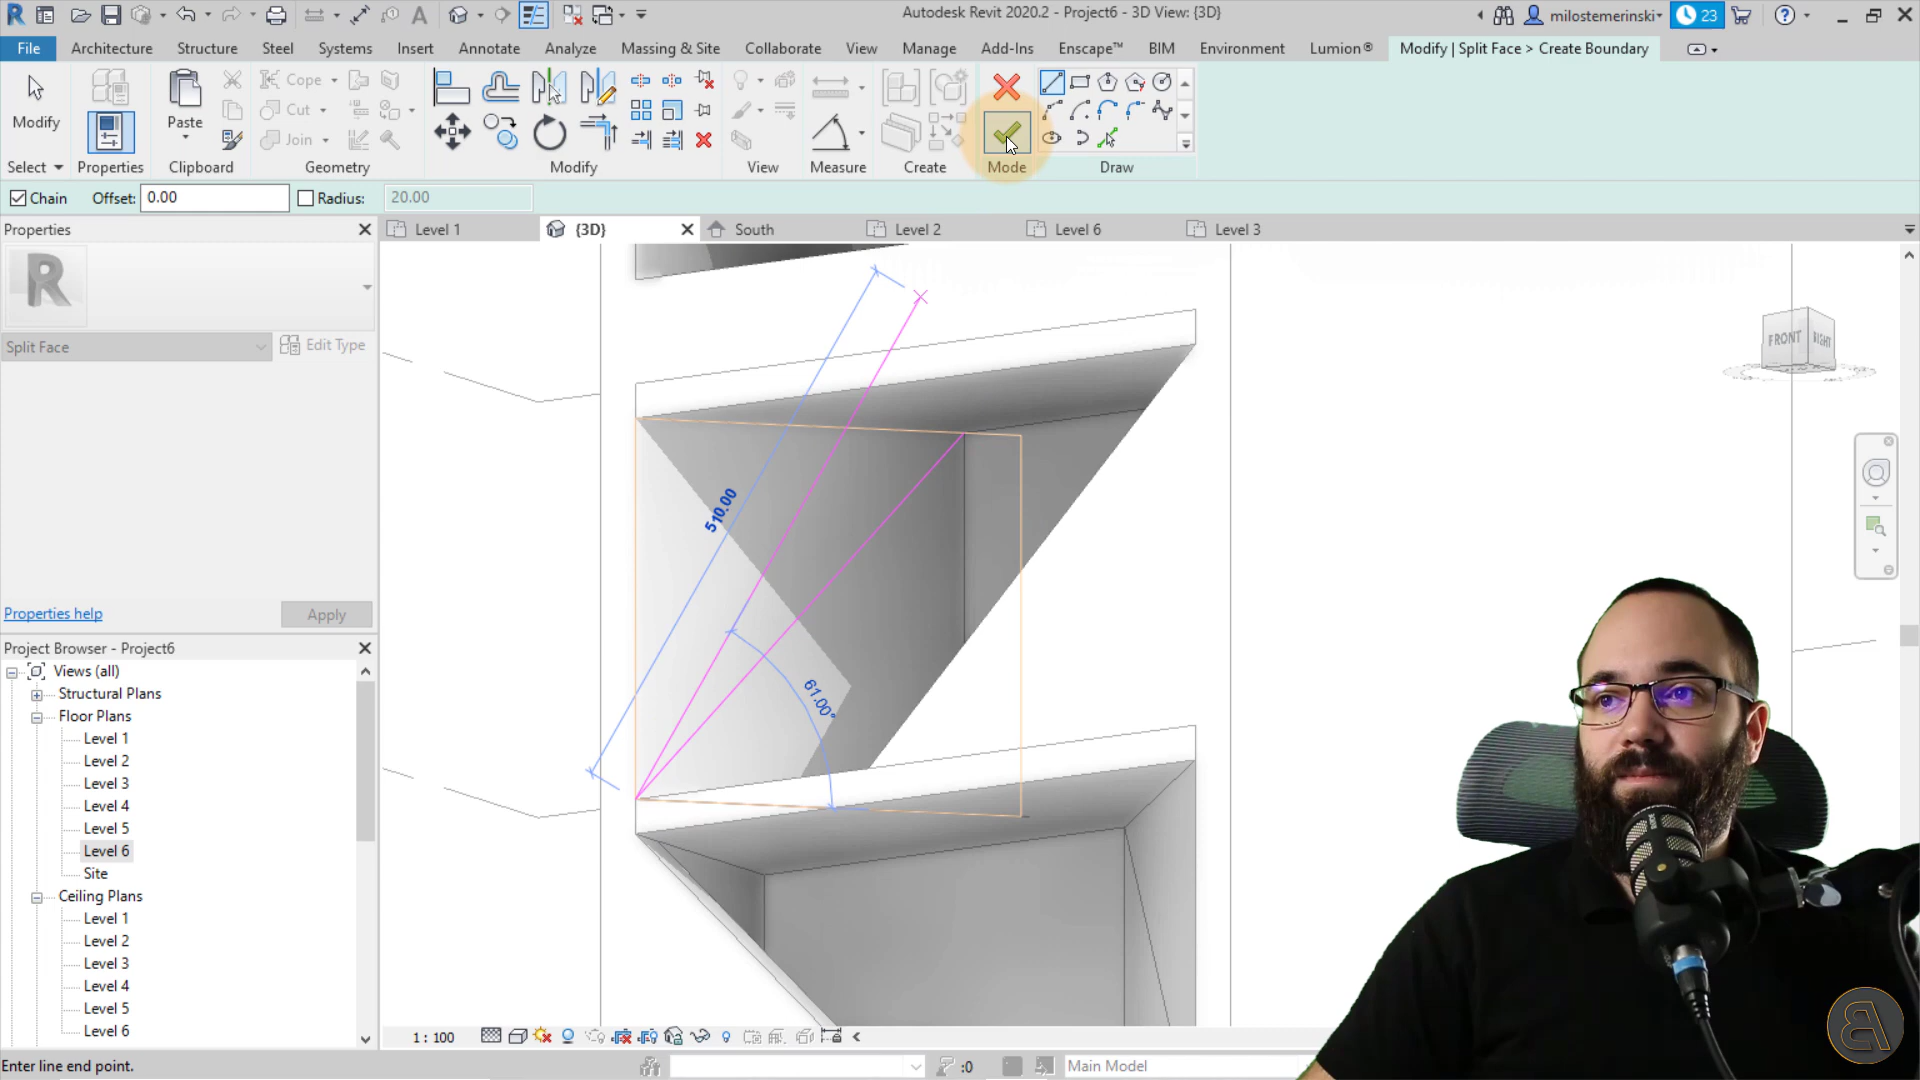 Autodesk Revit 2020.2 - Project6 - 3D View: {3D}
milostemerinski
23
File
Architecture
Structure
Steel
Systems
Insert
Annotate
Analyze
Massing & Site
Collaborate
View
Manage
Add-Ins
Enscape™
BIM
Environment
Lumion®
Modify | Split Face > Create Boundary
Modify
Paste
Cope
Cut
Join
Select
Properties
Clipboard
Geometry
Modify
View
Measure
Create
Mode
Draw
Chain
Offset:
0.00
Radius:
20.00
Properties
Level 1
{3D}
South
Level 2
Level 6
Level 3
R
Split Face
Edit Type
Properties help
Apply
510.00
61.00°
FRONT
RIGHT
Project Browser - Project6
Views (all)
Structural Plans
Floor Plans
Level 1
Level 2
Level 3
Level 4
Level 5
Level 6
Site
Ceiling Plans
Level 1
Level 2
Level 3
Level 4
Level 5
Level 6
1 : 100
Enter line end point.
:0
Main Model